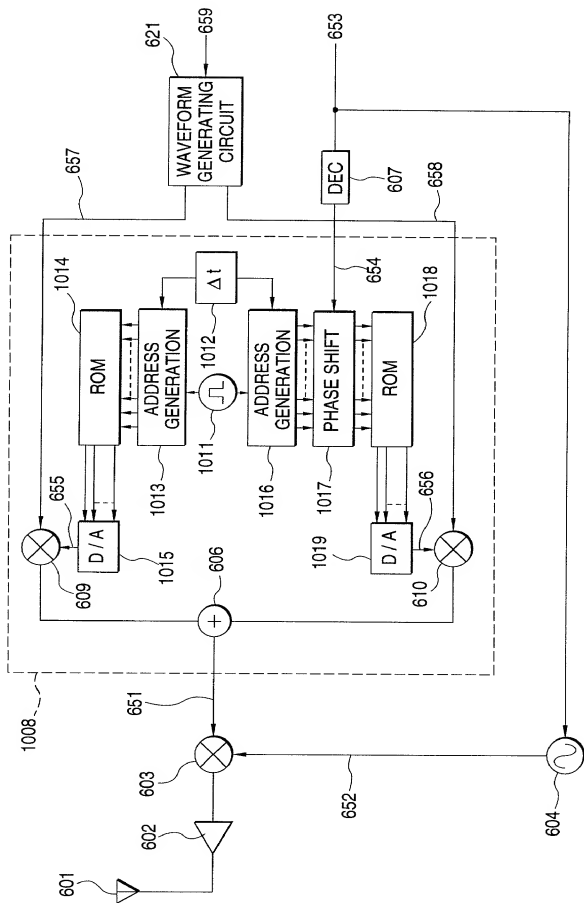 659
621
WAVEFORM
GENERATING
CIRCUIT
657
658
653
DEC
607
654
1014
ROM
ADDRESS
GENERATION
1013
Δt
1012
1011
ADDRESS
GENERATION
1016
PHASE SHIFT
1017
1018
ROM
655
D / A
1015
609
656
D / A
1019
610
606
+
1008
651
603
652
604
602
601